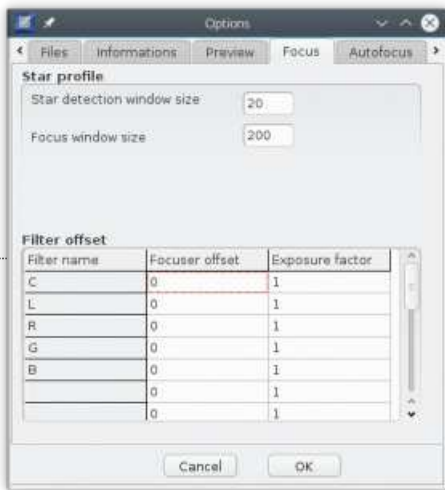 Options
Files Informations Preview Focus Autofocus
Star profile
Star detection window size 20
Focus window size 200
Filter offset
Filter name Focuser offset Exposure factor
C 0 1
L 0 1
R 0 1
G 0 1
B 0 1
0 1
0 1
Cancel OK